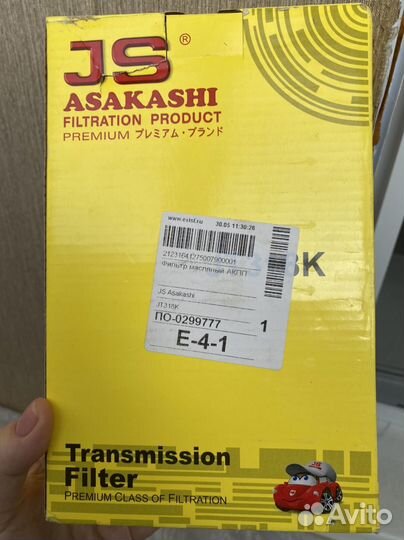 JS ®
ASAKASHI
FILTRATION PRODUCT
PREMIUM プレミアム・ブランド
www.exist.ru 30.05 11:30:26
Фильтр масляный АКПП
8K
JS Asakashi
JT318K
ПО-0299777 1
E-4-1
Transmission
Filter
PREMIUM CLASS OF FILTRATION
JS
Avito